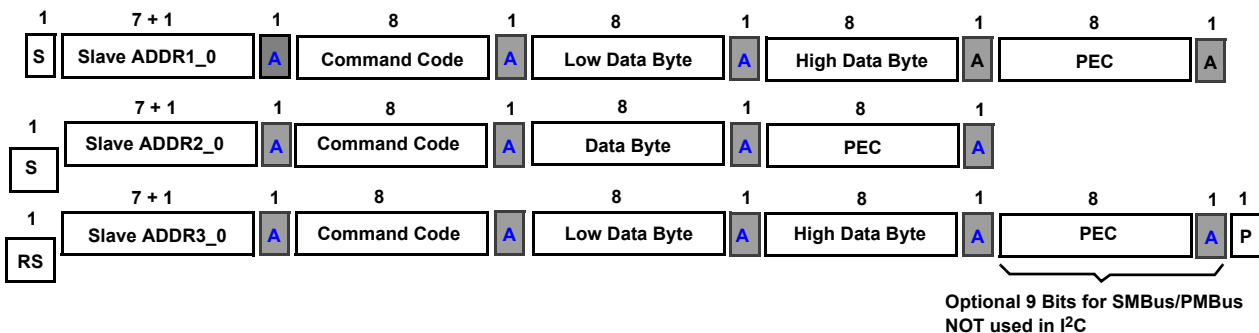 1 7 + 1 1 8 1 8 1 8 1 8 1
S Slave ADDR1_0 A Command Code A Low Data Byte A High Data Byte A PEC A
1 7 + 1 1 8 1 8 1 8 1
S Slave ADDR2_0 A Command Code A Data Byte A PEC A
1 7 + 1 1 8 1 8 1 8 1 8 1 1
RS Slave ADDR3_0 A Command Code A Low Data Byte A High Data Byte A PEC A P
Optional 9 Bits for SMBus/PMBus
NOT used in I²C